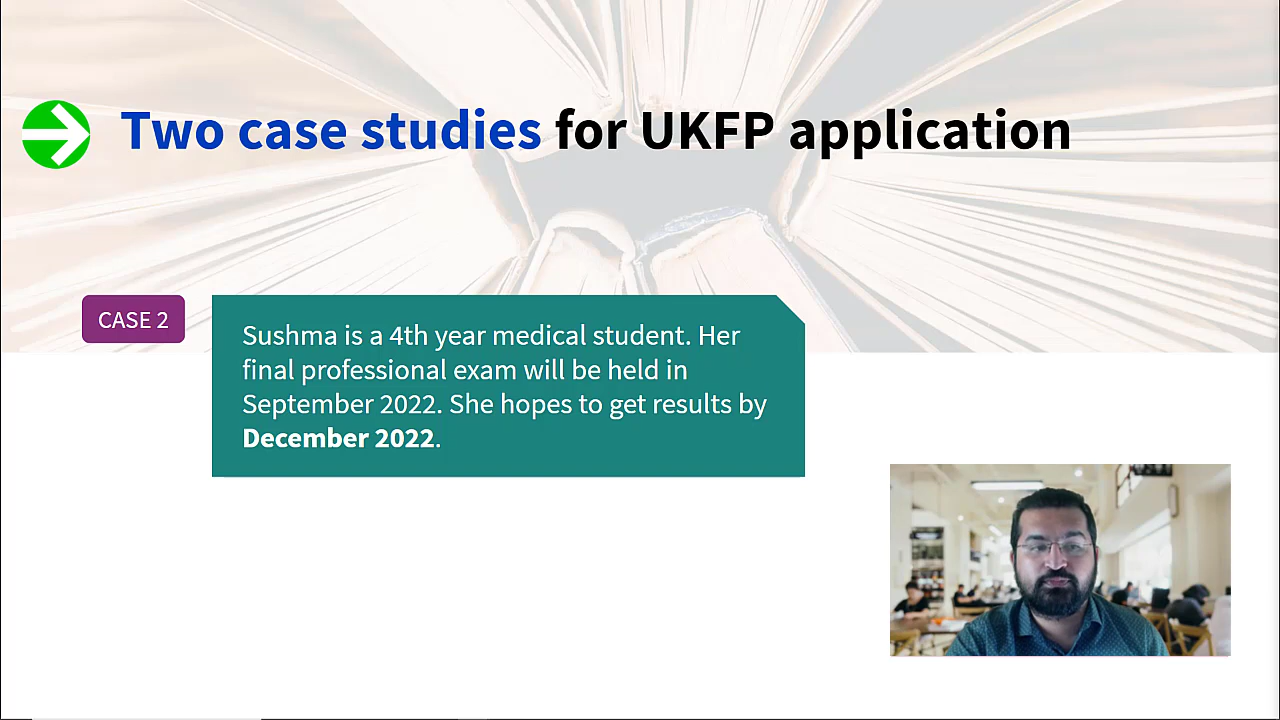 Two case studies for UKFP application
CASE 2
Sushma is a 4th year medical student. Her
final professional exam will be held in
September 2022. She hopes to get results by
December 2022.